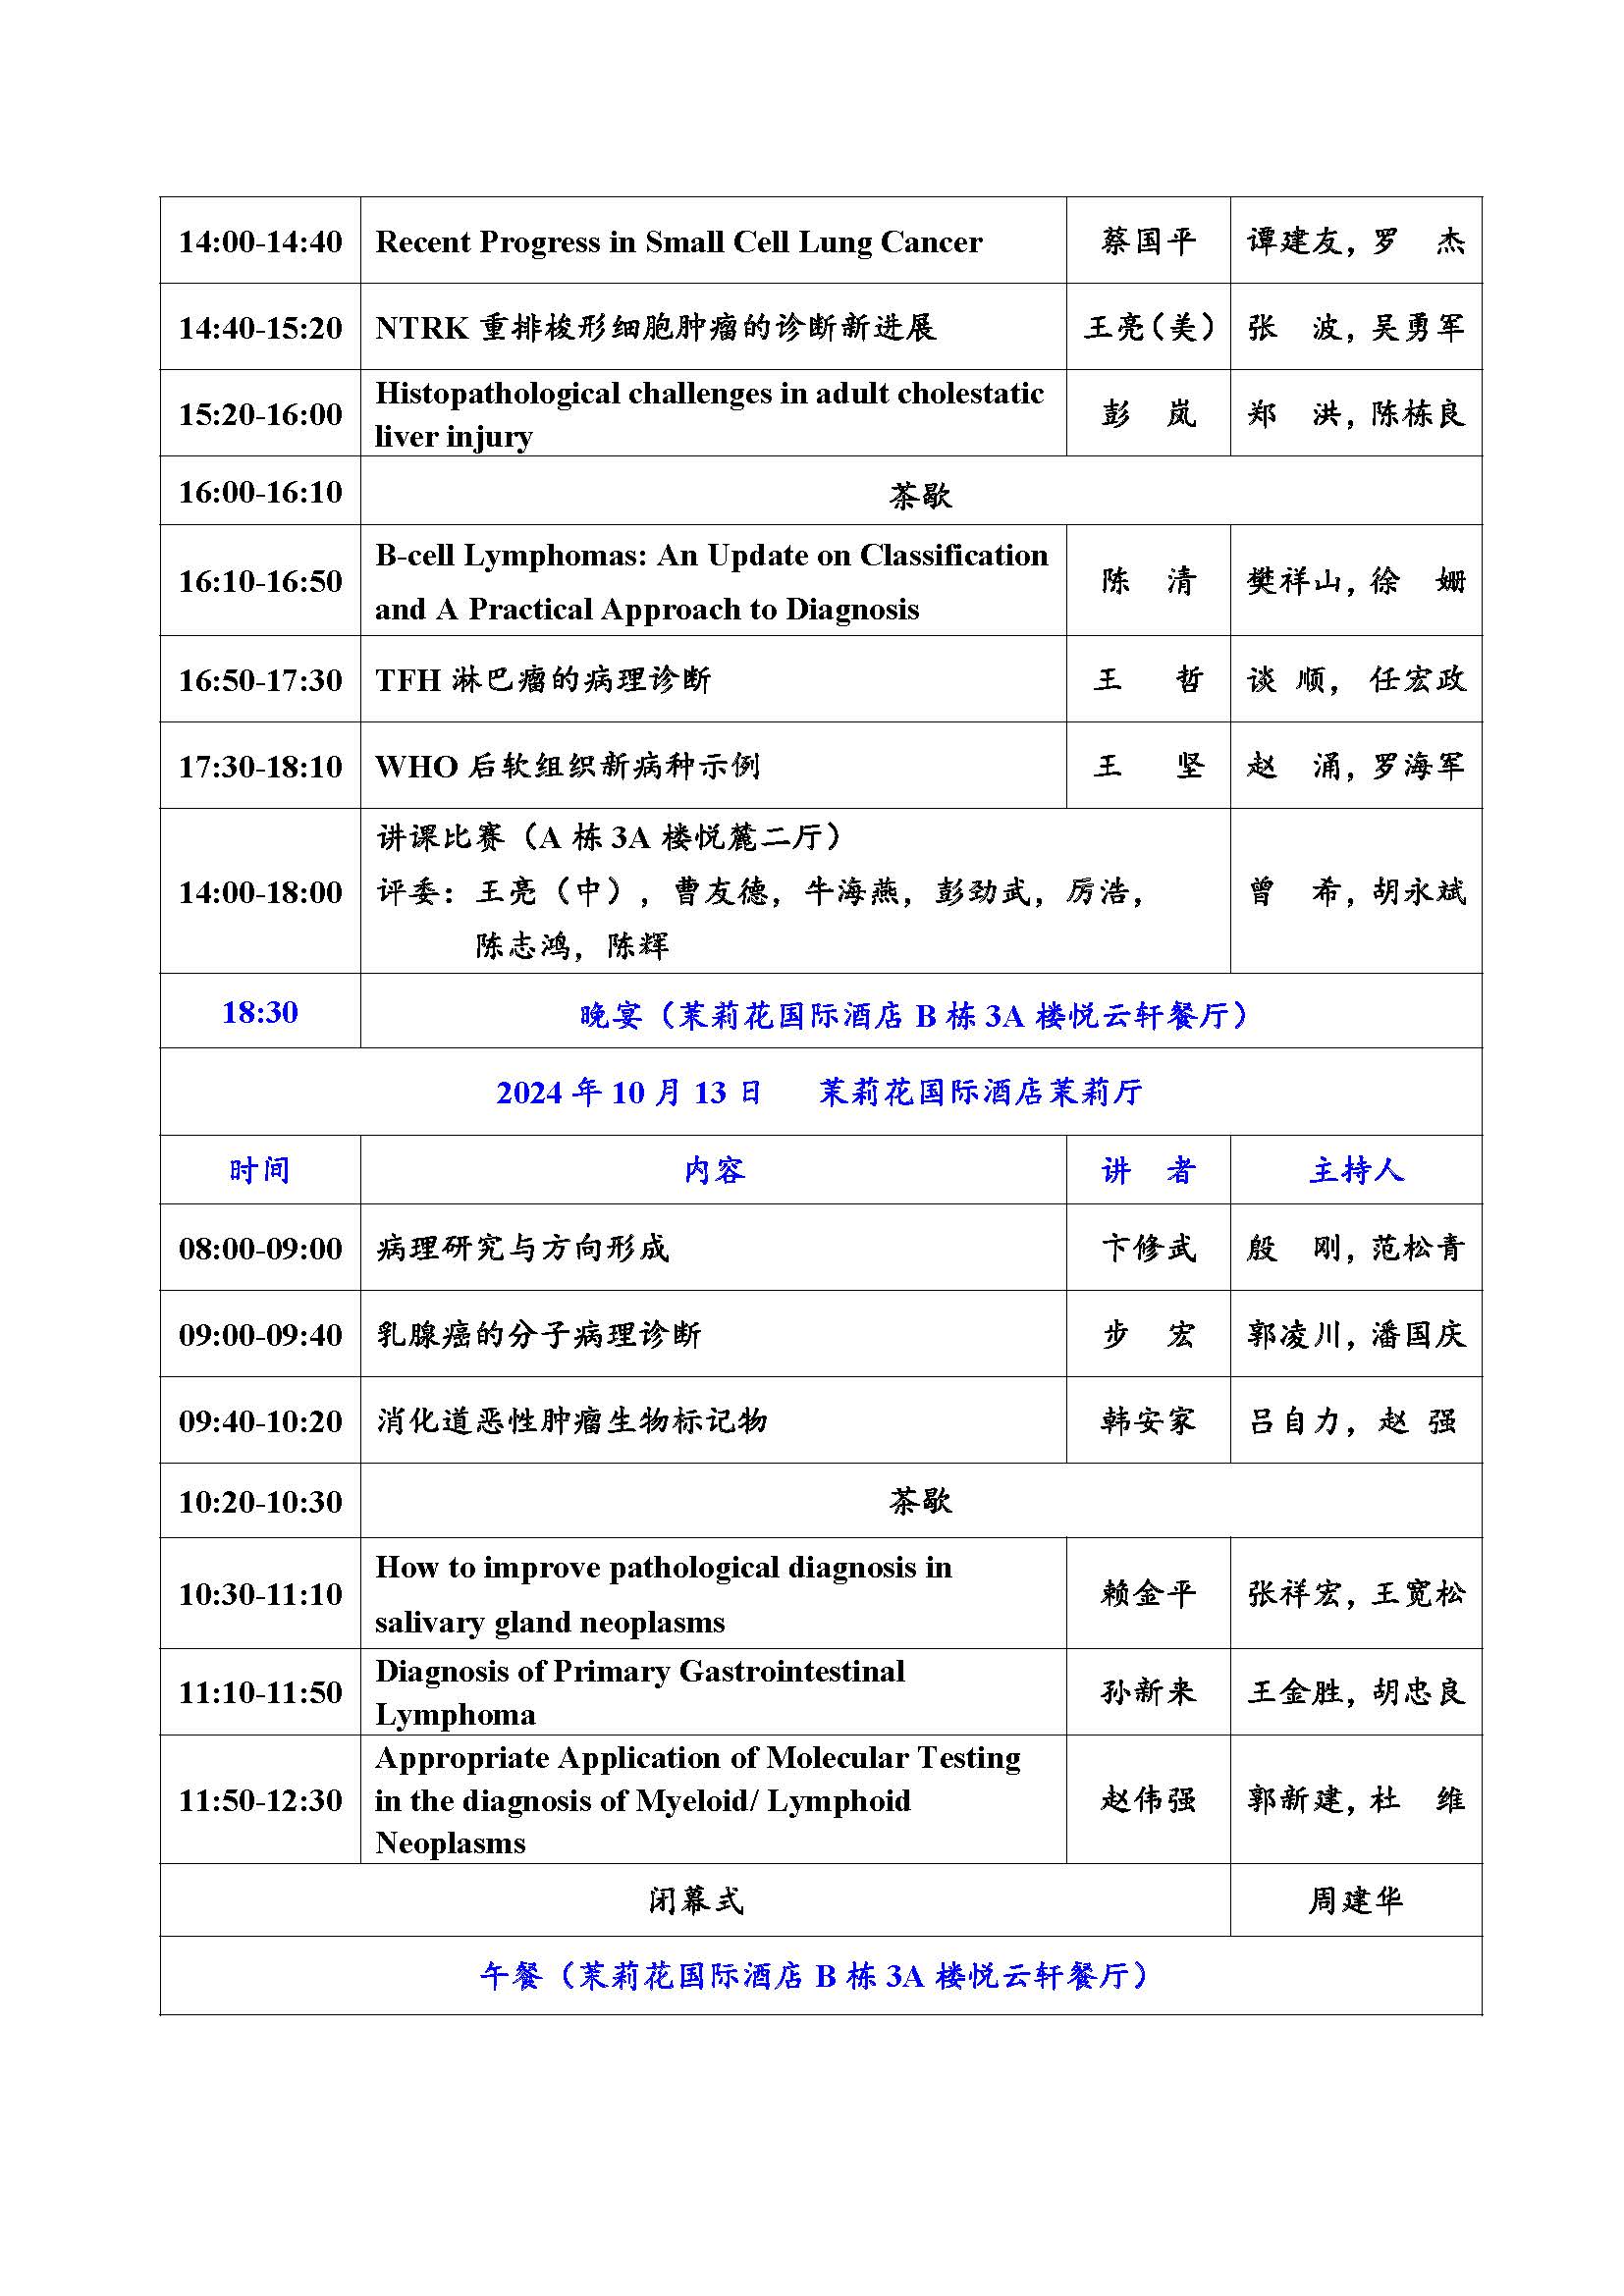 14:00-14:40 Recent Progress in Small Cell Lung Cancer 蔡国平 谭建友，罗 杰
14:40-15:20 NTRK 重排梭形细胞肿瘤的诊断新进展 王亮（美） 张 波，吴勇军
15:20-16:00 Histopathological challenges in adult cholestatic
liver injury 彭 岚 郑 洪，陈栋良
16:00-16:10 茶歇
16:10-16:50 B-cell Lymphomas: An Update on Classification
and A Practical Approach to Diagnosis 陈 清 樊祥山，徐 姗
16:50-17:30 TFH 淋巴瘤的病理诊断 王 哲 谈 顺， 任宏政
17:30-18:10 WHO 后软组织新病种示例 王 坚 赵 涌，罗海军
14:00-18:00 讲课比赛（A 栋 3A 楼悦麓二厅）
评委：王亮（中），曹友德，牛海燕，彭劲武，厉浩，
陈志鸿，陈辉 曾 希，胡永斌
18:30 晚宴（茉莉花国际酒店 B 栋 3A 楼悦云轩餐厅）
2024 年 10 月 13 日 茉莉花国际酒店茉莉厅
时间 内容 讲 者 主持人
08:00-09:00 病理研究与方向形成 卞修武 殷 刚，范松青
09:00-09:40 乳腺癌的分子病理诊断 步 宏 郭凌川，潘国庆
09:40-10:20 消化道恶性肿瘤生物标记物 韩安家 吕自力，赵 强
10:20-10:30 茶歇
10:30-11:10 How to improve pathological diagnosis in
salivary gland neoplasms 赖金平 张祥宏，王宽松
11:10-11:50 Diagnosis of Primary Gastrointestinal
Lymphoma 孙新来 王金胜，胡忠良
11:50-12:30 Appropriate Application of Molecular Testing
in the diagnosis of Myeloid/ Lymphoid
Neoplasms 赵伟强 郭新建，杜 维
闭幕式 周建华
午餐（茉莉花国际酒店 B 栋 3A 楼悦云轩餐厅）